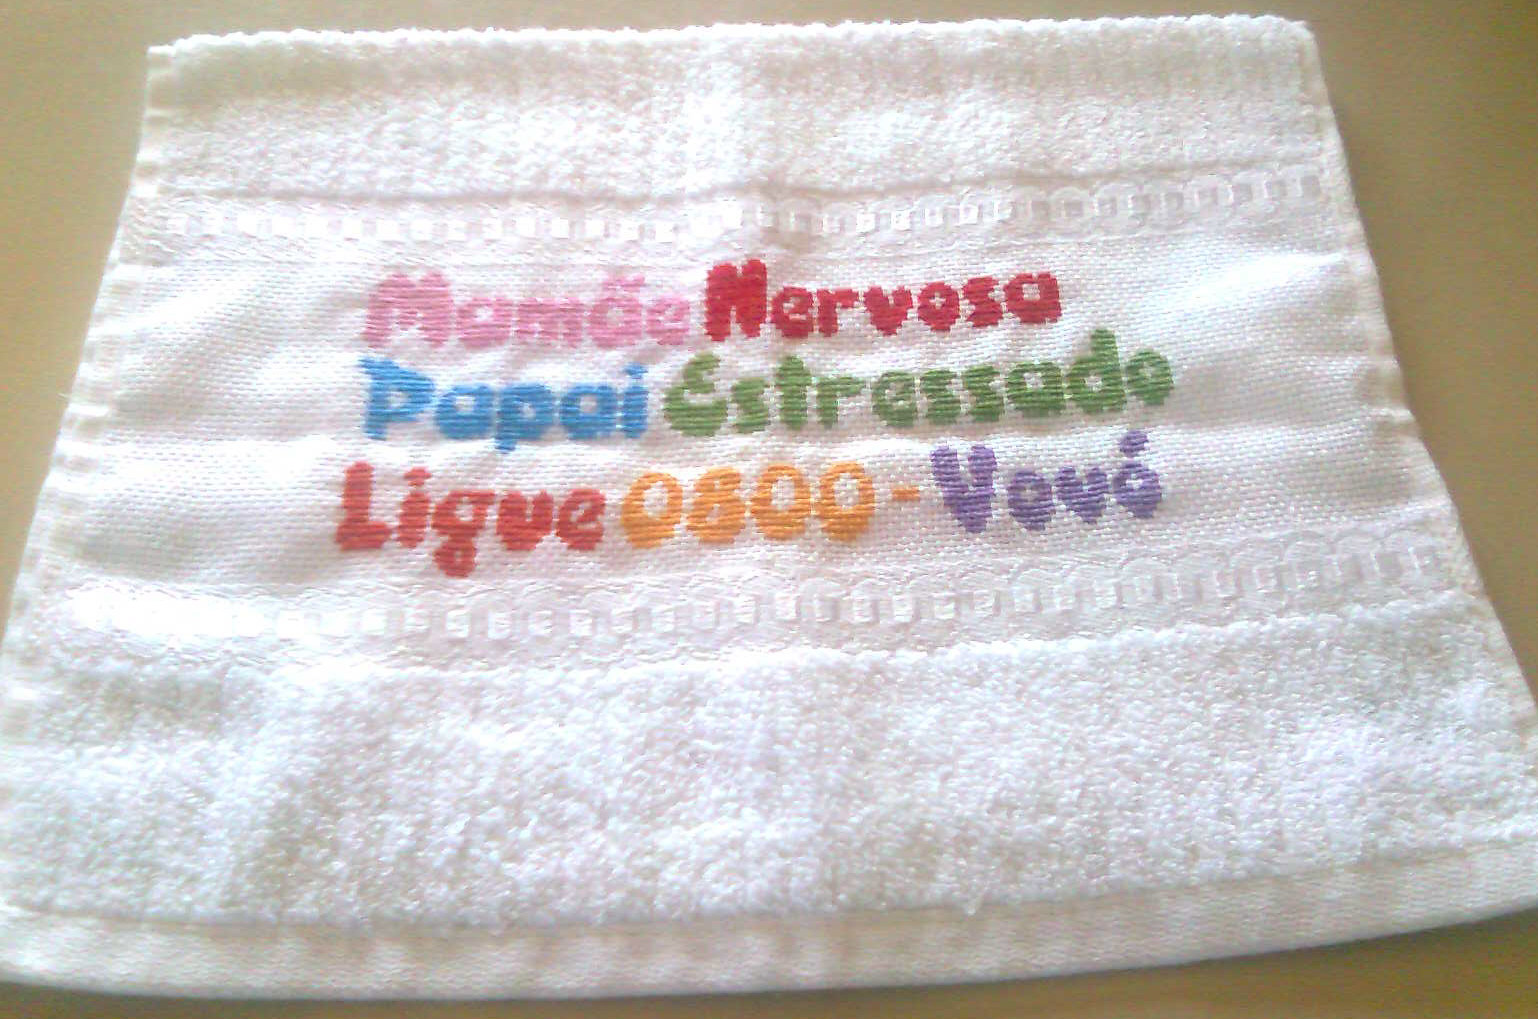 Mamãe Nervosa
Papai Estressado
Ligue 0800-Vovó